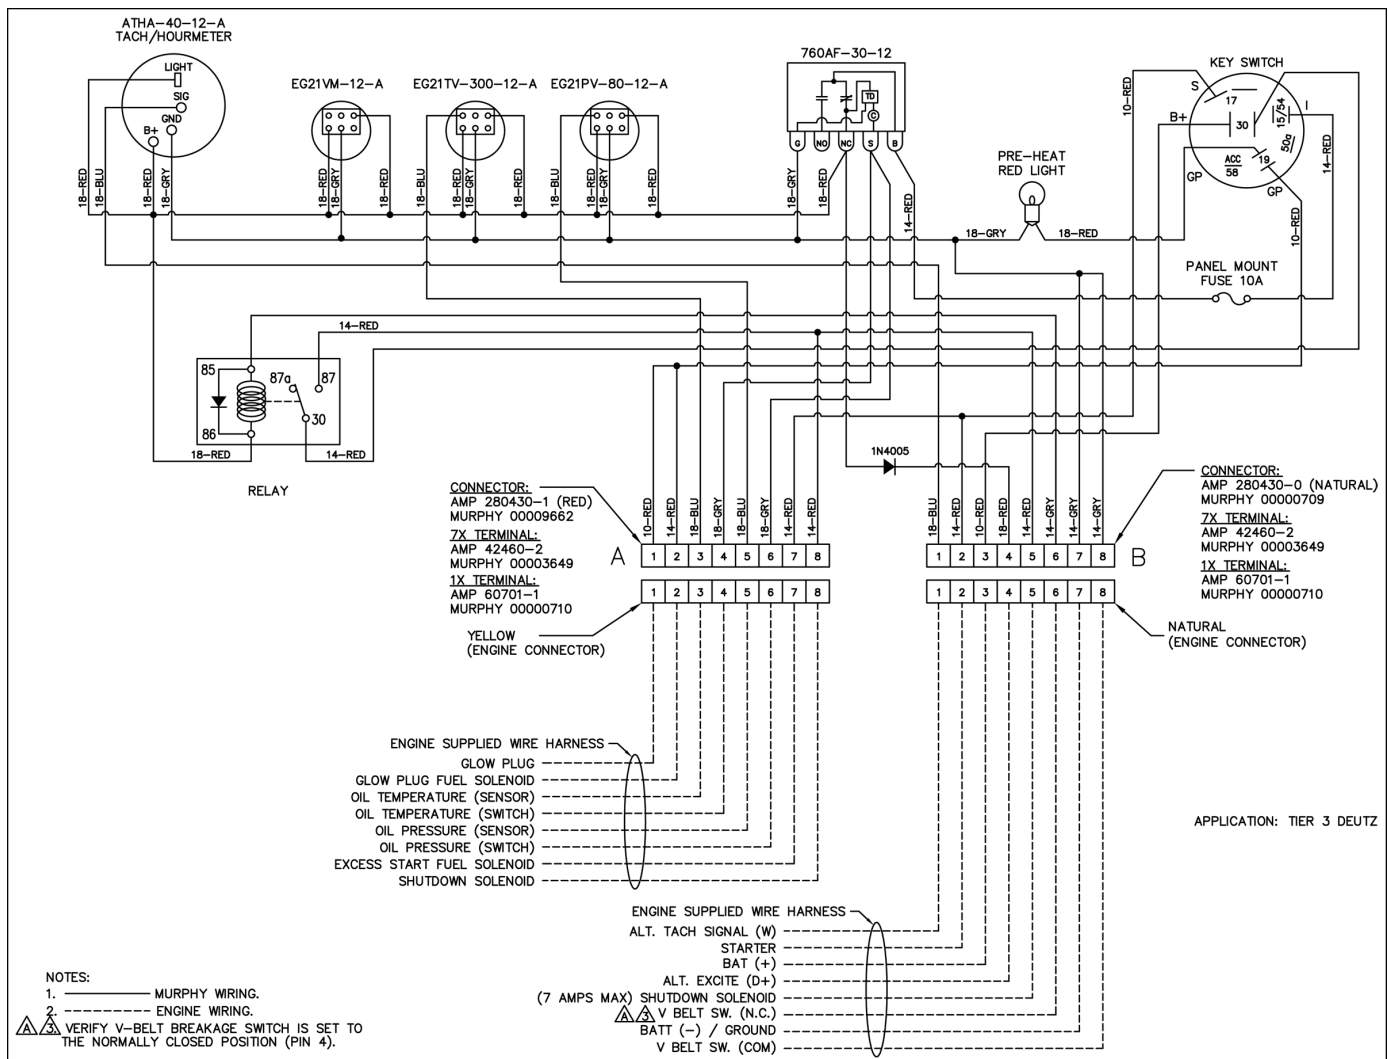 ATHA-40-12-A
TACH/HOURMETER
LIGHT
SIG
GND
B+
EG21VM-12-A
EG21TV-300-12-A
EG21PV-80-12-A
760AF-30-12
TD
C
G
NO
NC
S
B
KEY SWITCH
S
17
B+
30
15/54
I
50a
19
ACC
58
GP
GP
PRE-HEAT
RED LIGHT
18-RED
18-BLU
18-RED
18-GRY
18-RED
18-GRY
18-RED
18-BLU
18-RED
18-GRY
18-RED
18-BLU
18-RED
18-GRY
18-RED
18-GRY
18-RED
14-RED
10-RED
14-RED
10-RED
18-GRY
18-RED
PANEL MOUNT
FUSE 10A
14-RED
85
87a
87
30
86
18-RED
14-RED
RELAY
1N4005
CONNECTOR:
AMP 280430-1 (RED)
MURPHY 00009662
7X TERMINAL:
AMP 42460-2
MURPHY 00003649
1X TERMINAL:
AMP 60701-1
MURPHY 00000710
YELLOW
(ENGINE CONNECTOR)
10-RED
14-RED
18-BLU
18-GRY
18-BLU
18-GRY
14-RED
14-RED
A
1 2 3 4 5 6 7 8
1 2 3 4 5 6 7 8
18-BLU
14-RED
10-RED
18-RED
14-RED
14-GRY
14-GRY
14-GRY
1 2 3 4 5 6 7 8
B
1 2 3 4 5 6 7 8
CONNECTOR:
AMP 280430-0 (NATURAL)
MURPHY 00000709
7X TERMINAL:
AMP 42460-2
MURPHY 00003649
1X TERMINAL:
AMP 60701-1
MURPHY 00000710
NATURAL
(ENGINE CONNECTOR)
ENGINE SUPPLIED WIRE HARNESS
GLOW PLUG
GLOW PLUG FUEL SOLENOID
OIL TEMPERATURE (SENSOR)
OIL TEMPERATURE (SWITCH)
OIL PRESSURE (SENSOR)
OIL PRESSURE (SWITCH)
EXCESS START FUEL SOLENOID
SHUTDOWN SOLENOID
APPLICATION: TIER 3 DEUTZ
ENGINE SUPPLIED WIRE HARNESS
ALT. TACH SIGNAL (W)
STARTER
BAT (+)
ALT. EXCITE (D+)
(7 AMPS MAX) SHUTDOWN SOLENOID
A 3 V BELT SW. (N.C.)
BATT (-) / GROUND
V BELT SW. (COM)
NOTES:
1. MURPHY WIRING.
2. ENGINE WIRING.
A 3. VERIFY V-BELT BREAKAGE SWITCH IS SET TO
THE NORMALLY CLOSED POSITION (PIN 4).